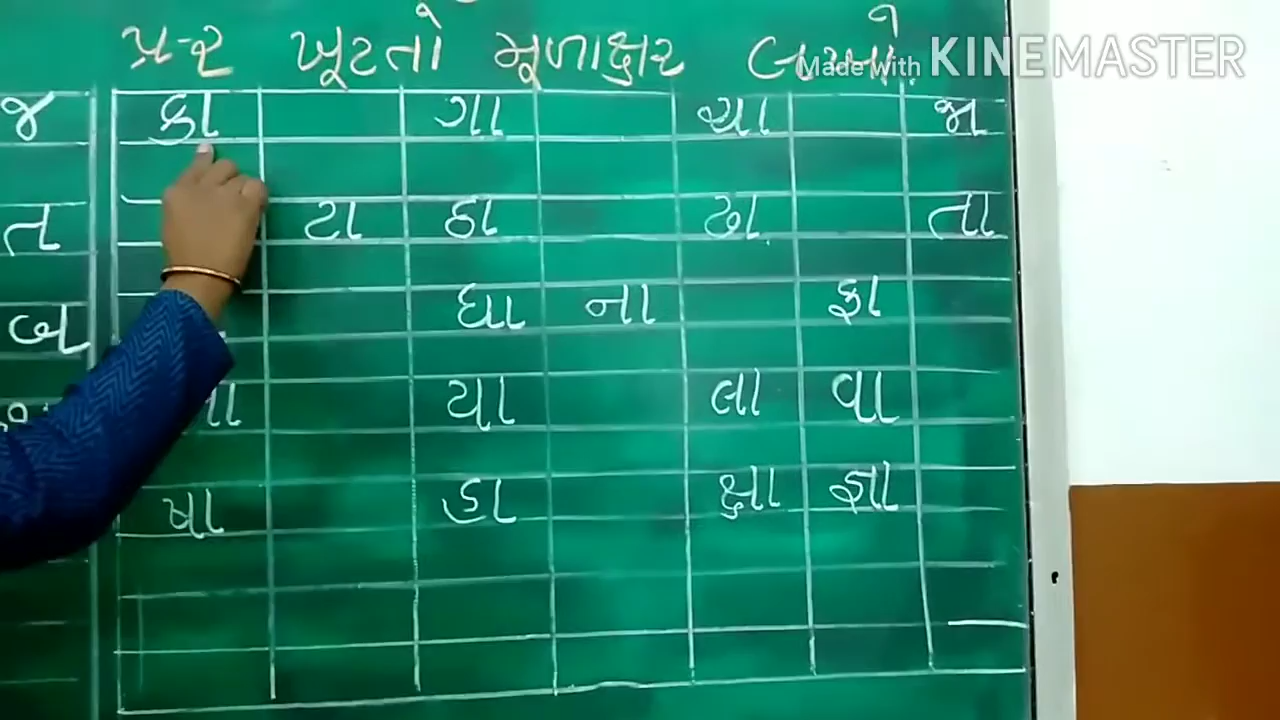 પ્ર-૨ ખૂટતો મૂળાક્ષર લખો.
Made with KINEMASTER
જ કા ગા ચા જા
ત ટા ઠા ઢા તા
બ ધા ના ફા
યા લા વા
ષા હા ક્ષા જ્ઞા